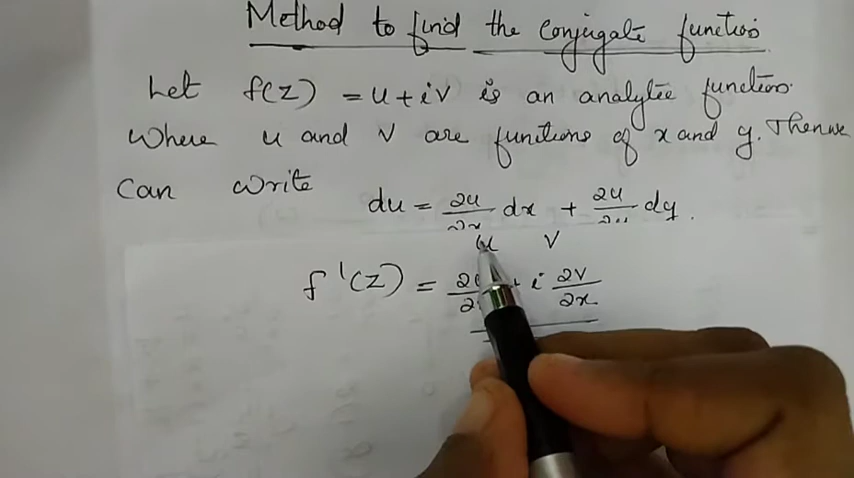 Method to find the conjugate function
Let f(z) = u + iv is an analytic function.
Where u and v are functions of x and y. Then we
can write du = ∂u/∂x dx + ∂u/∂y dy.
u v
f'(z) = ∂u/∂x + i ∂v/∂x